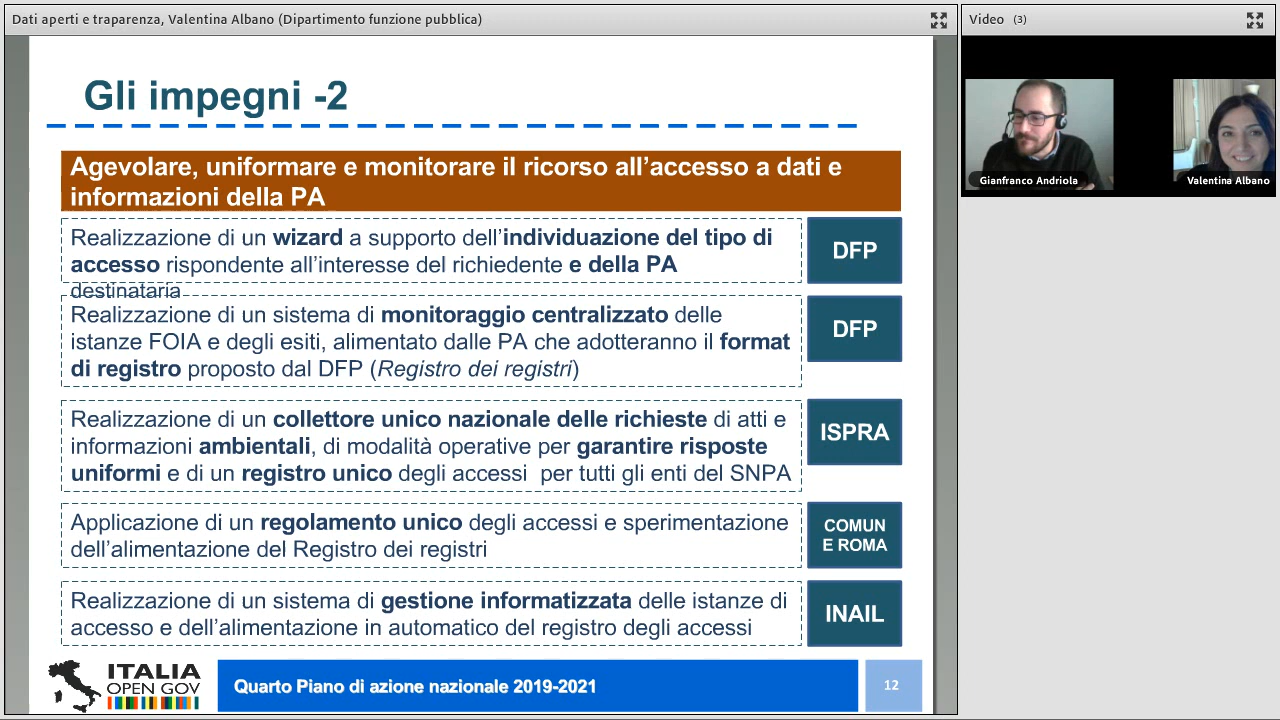 Dati aperti e traparenza, Valentina Albano (Dipartimento funzione pubblica)
Video (3)
Gli impegni -2
Agevolare, uniformare e monitorare il ricorso all'accesso a dati e
informazioni della PA
Realizzazione di un wizard a supporto dell'individuazione del tipo di
accesso rispondente all'interesse del richiedente e della PA
destinataria
DFP
Realizzazione di un sistema di monitoraggio centralizzato delle
istanze FOIA e degli esiti, alimentato dalle PA che adotteranno il format
di registro proposto dal DFP (Registro dei registri)
DFP
Realizzazione di un collettore unico nazionale delle richieste di atti e
informazioni ambientali, di modalità operative per garantire risposte
uniformi e di un registro unico degli accessi per tutti gli enti del SNPA
ISPRA
Applicazione di un regolamento unico degli accessi e sperimentazione
dell'alimentazione del Registro dei registri
COMUN
E ROMA
Realizzazione di un sistema di gestione informatizzata delle istanze di
accesso e dell'alimentazione in automatico del registro degli accessi
INAIL
ITALIA
OPEN GOV
Quarto Piano di azione nazionale 2019-2021
12
Gianfranco Andriola
Valentina Albano